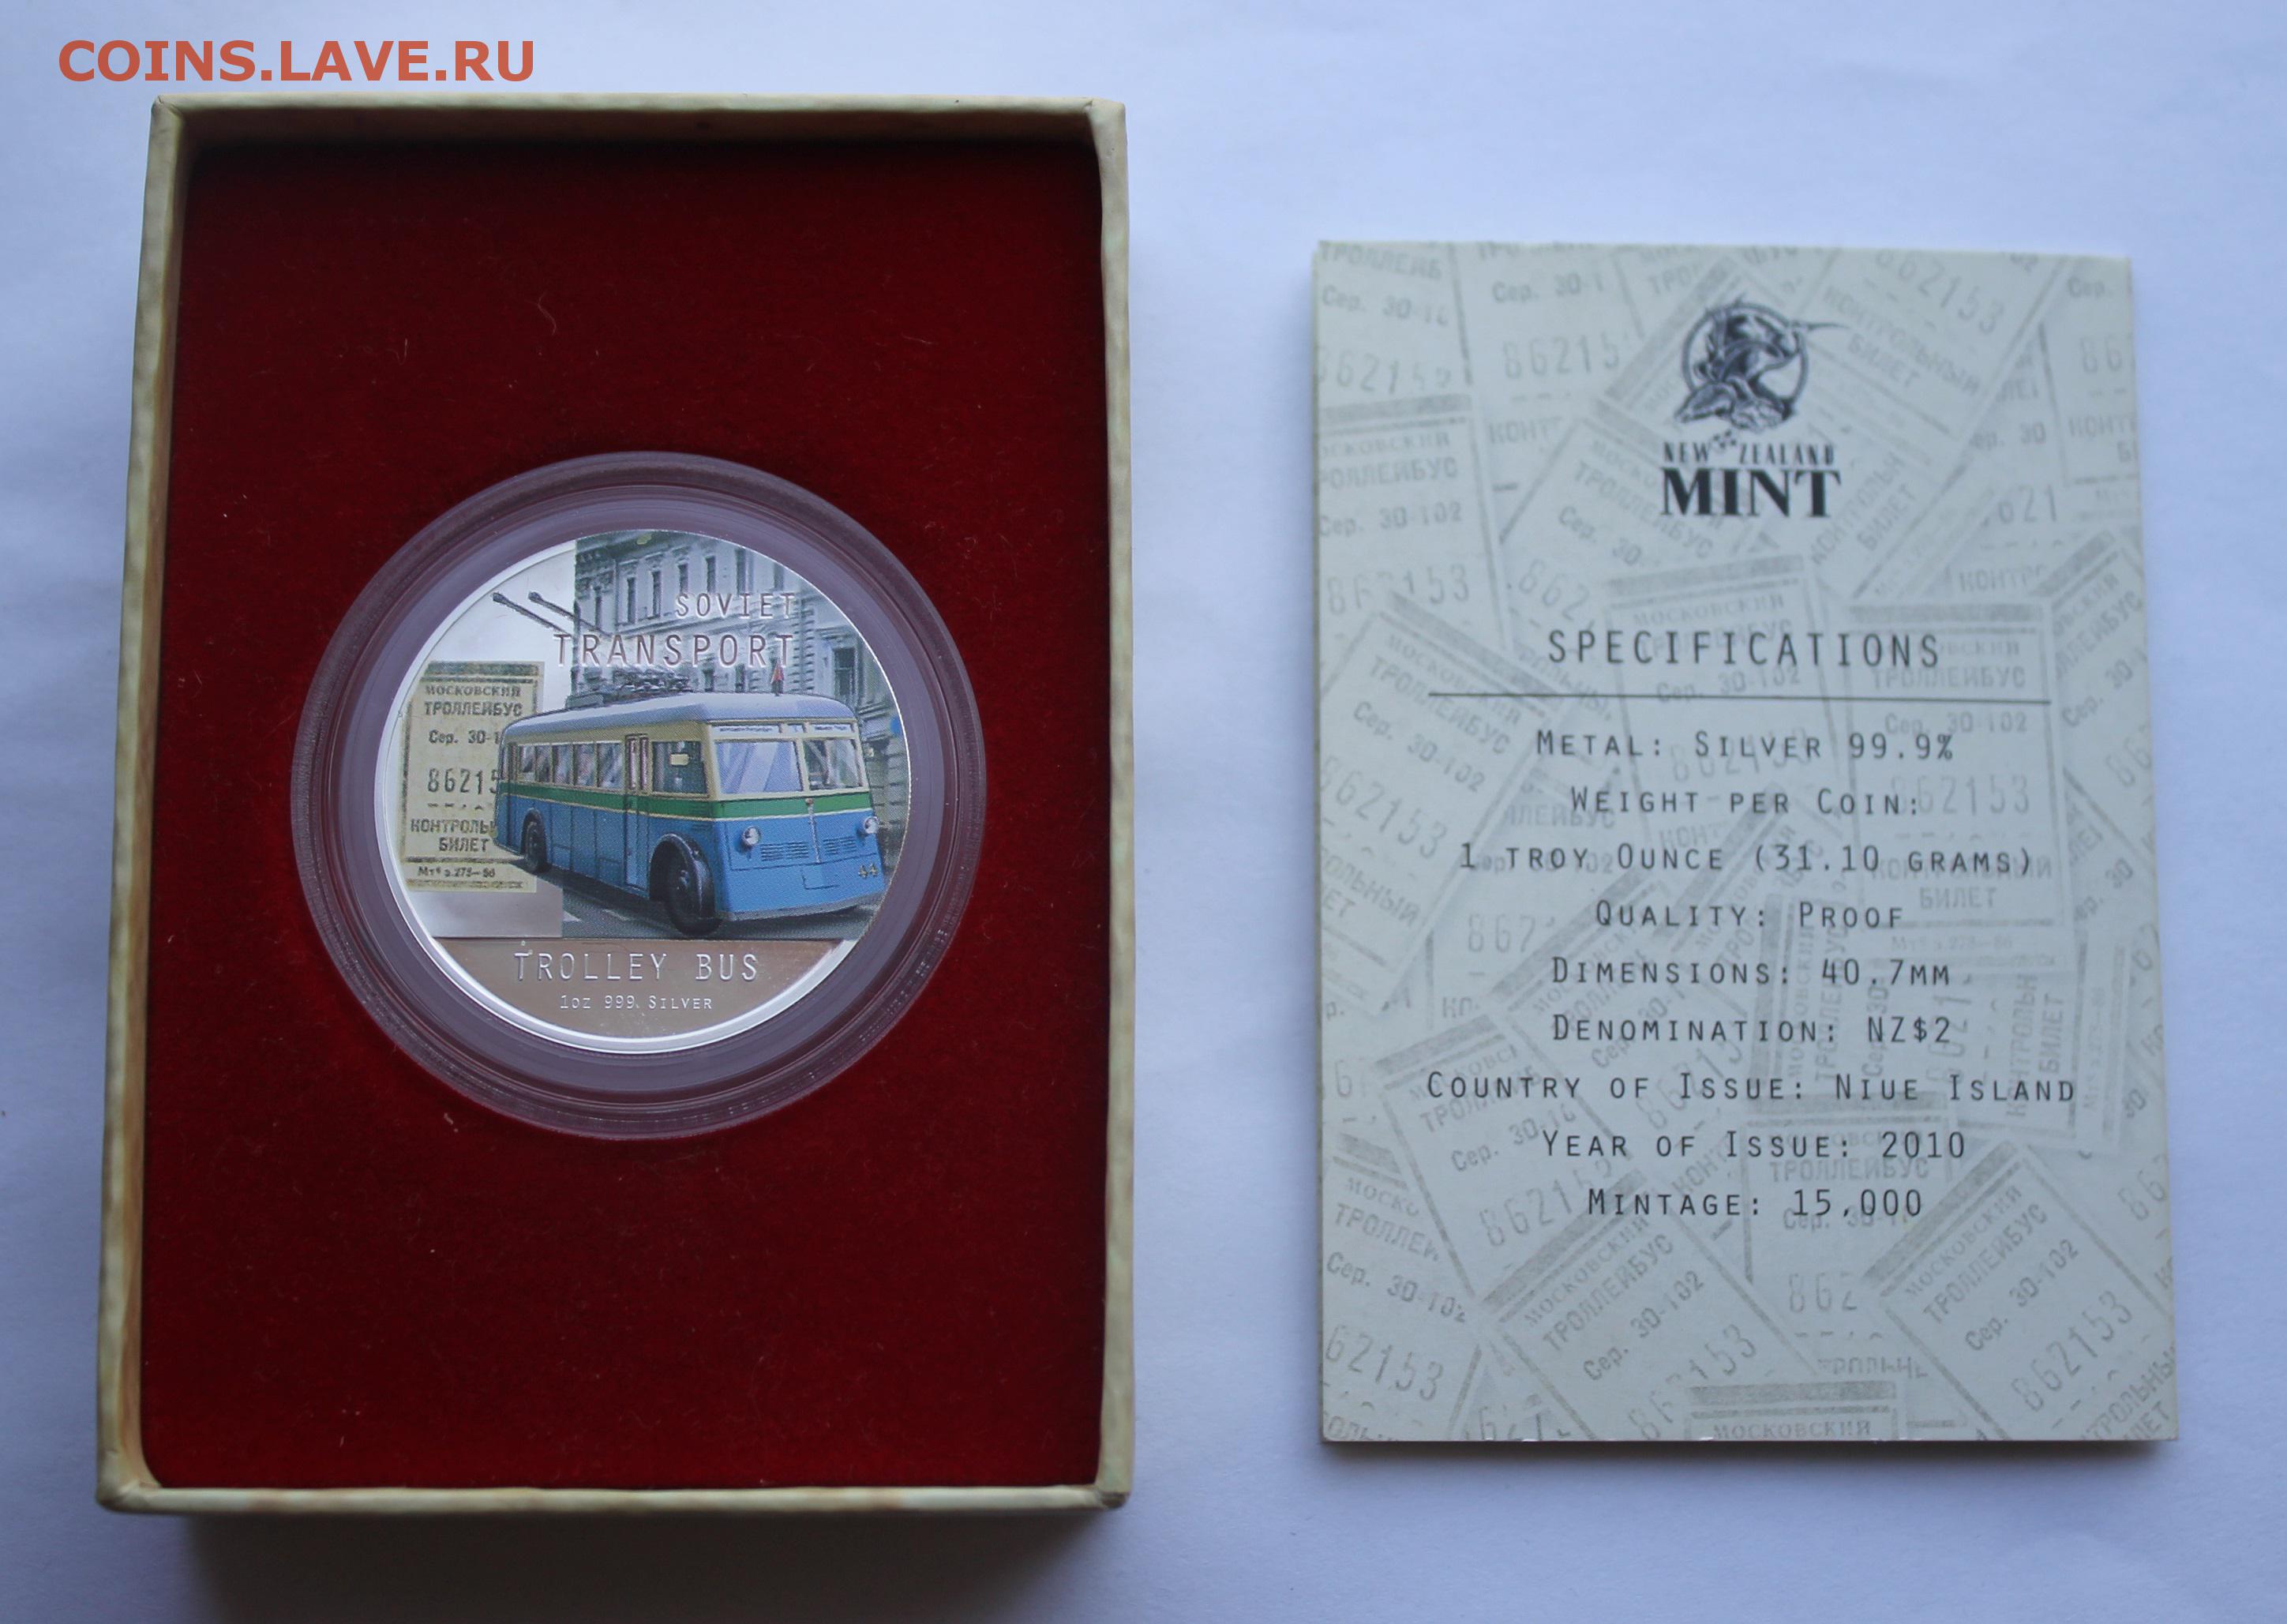 COINS.LAVE.RU
SOVIET
TRANSPORT
МОСКОВСКИЙ
ТРОЛЛЕЙБУС
Сер. 30-1
86215
КОНТРОЛЬ
БИЛЕТ
44
TROLLEY BUS
1oz 999 SILVER
NEW ZEALAND
MINT
SPECIFICATIONS
METAL: SILVER 99.9%
WEIGHT PER COIN:
1 TROY OUNCE (31.10 GRAMS)
QUALITY: PROOF
DIMENSIONS: 40.7MM
DENOMINATION: NZ$2
COUNTRY OF ISSUE: NIUE ISLAND
YEAR OF ISSUE: 2010
MINTAGE: 15,000